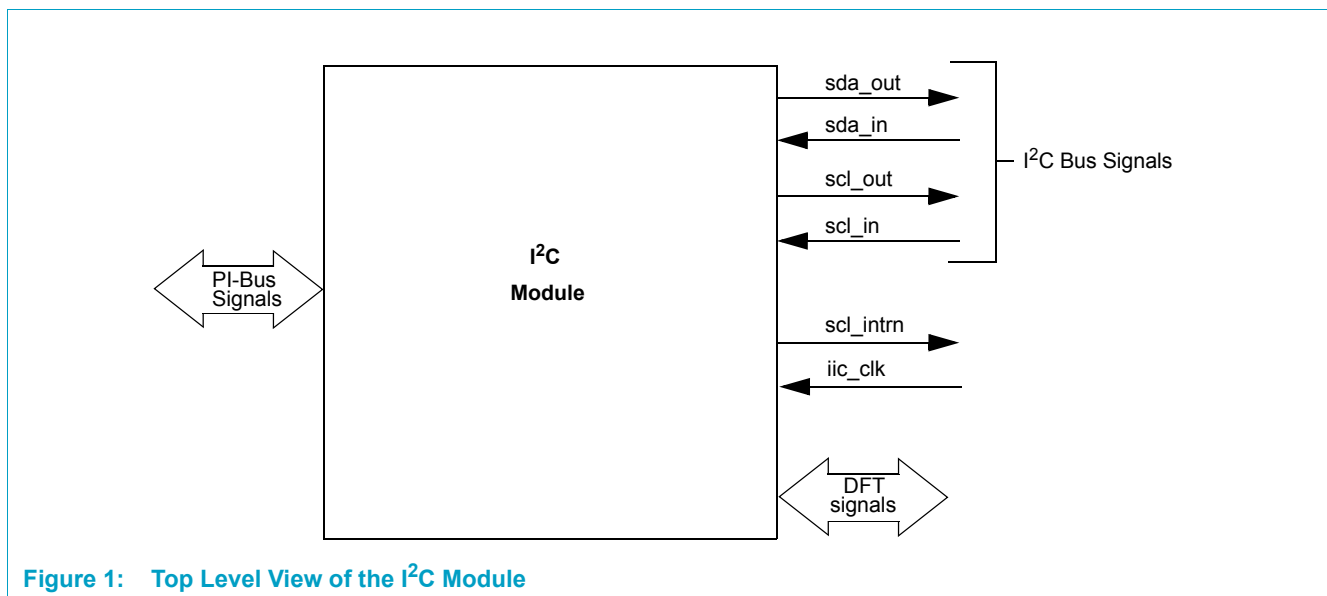 sda_out
sda_in
I2C Bus Signals
scl_out
scl_in
PI-Bus
Signals
I2C
Module
scl_intrn
iic_clk
DFT
signals
Figure 1: Top Level View of the I2C Module